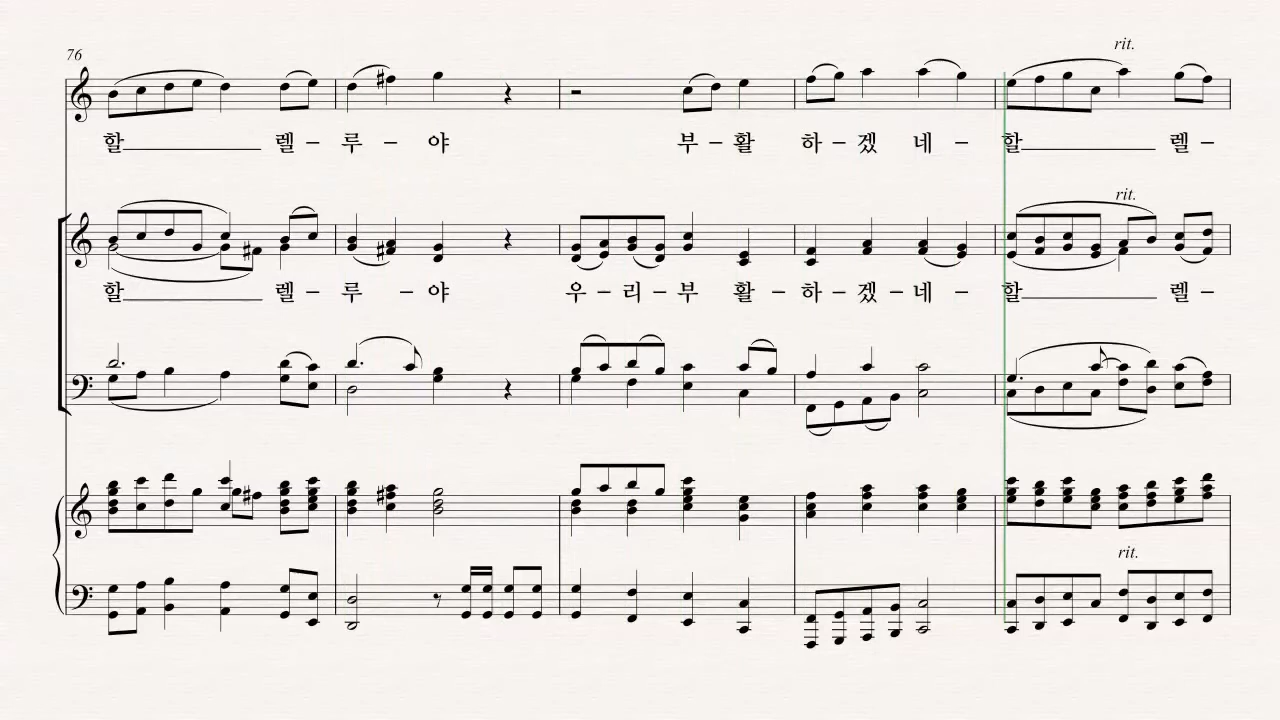 76
rit.
할 렐 – 루 – 야 부 – 활 하 – 겠 네 – 할 렐 –
rit.
할 렐 – 루 – 야 우 – 리 – 부 활 – 하 – 겠 – 네 – 할 렐 –
rit.